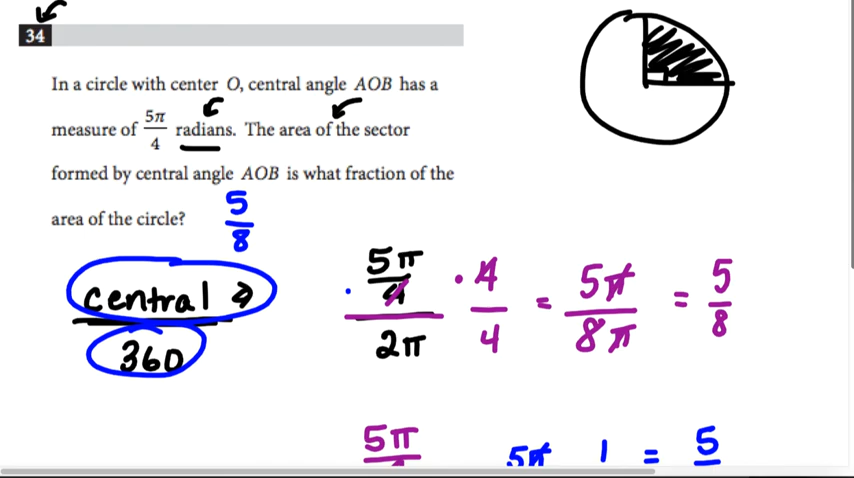 34
In a circle with center O, central angle AOB has a
measure of 5π/4 radians. The area of the sector
formed by central angle AOB is what fraction of the
area of the circle? 5/8
central
360
· 5π/4 / 2π · 4/4 = 5π/8π = 5/8
5π 5π 1 = 5